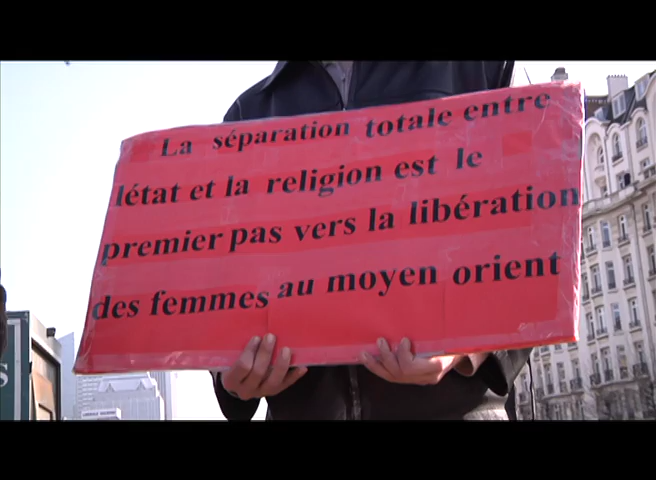 La séparation totale entre
létat et la religion est le
premier pas vers la libération
des femmes au moyen orient
S